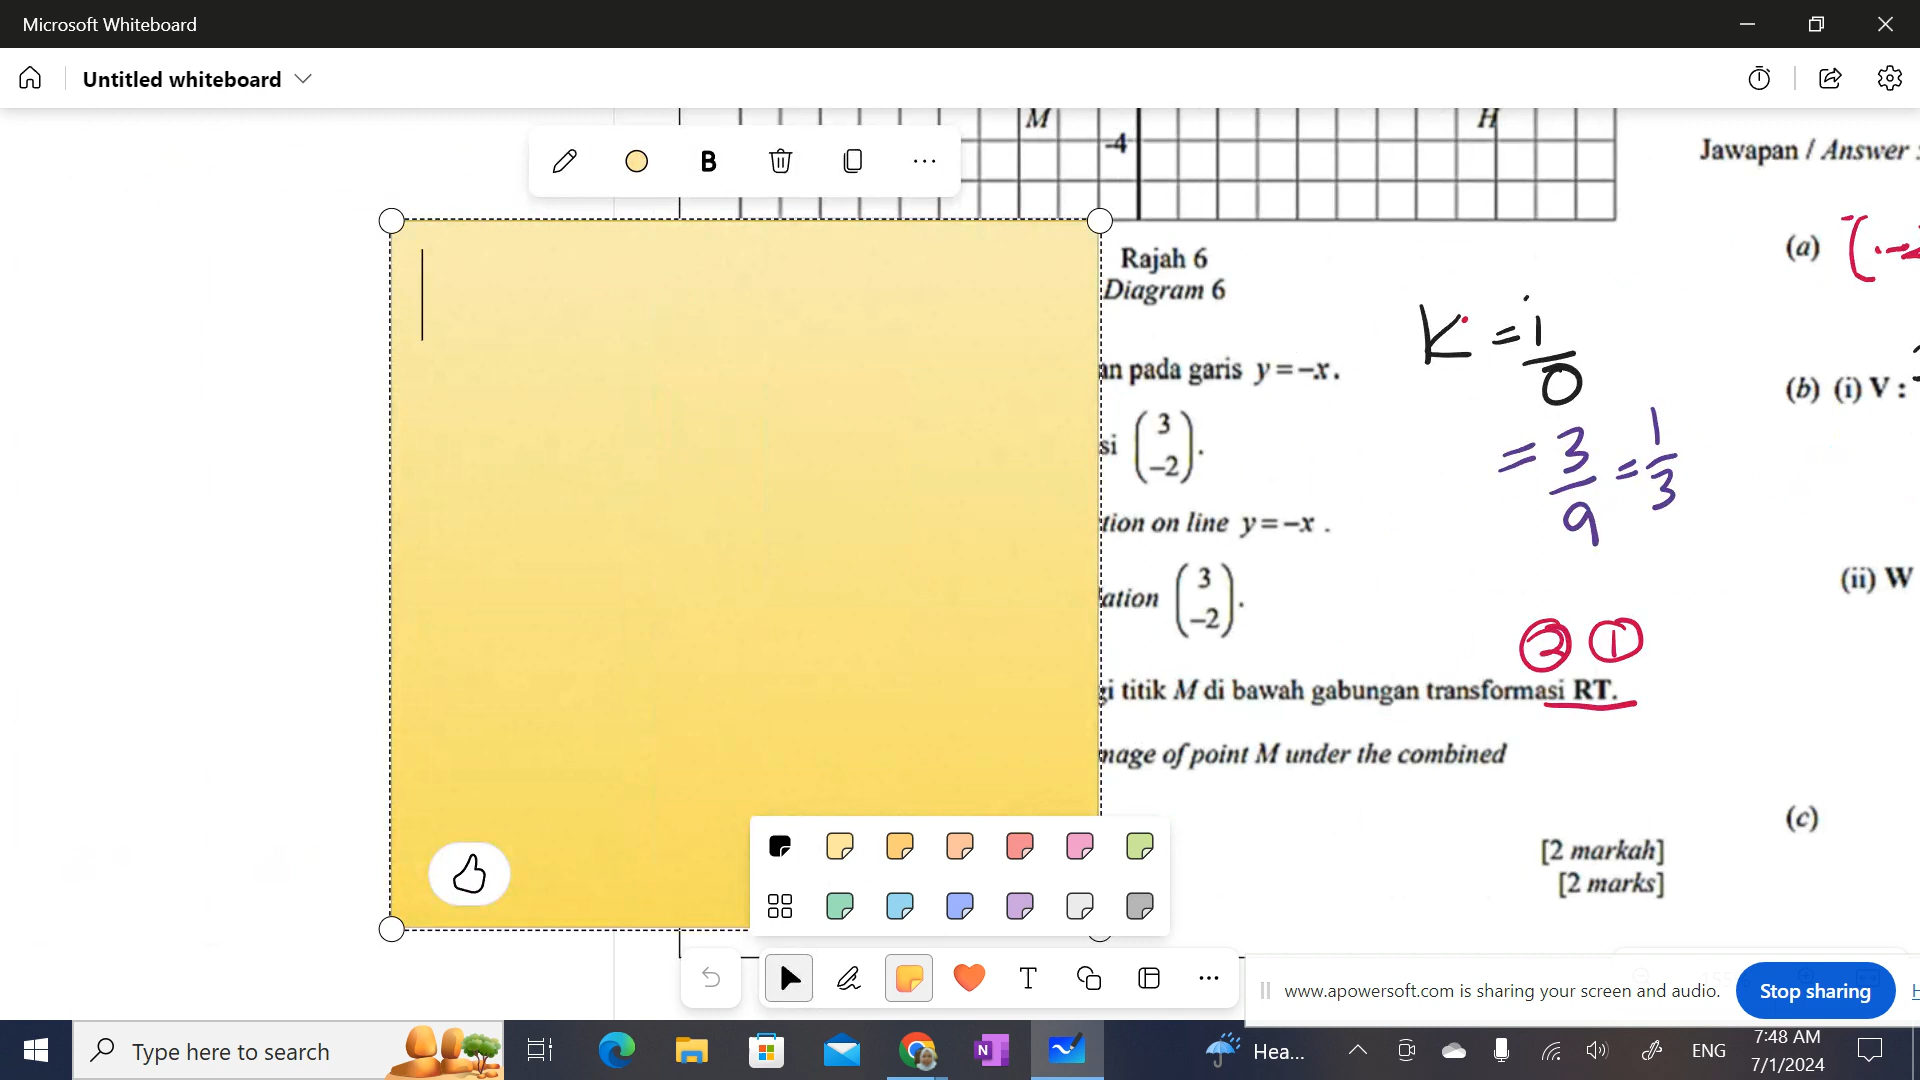 Microsoft Whiteboard
Untitled whiteboard
M
H
-4
Jawapan / Answer :
Rajah 6
Diagram 6
(a)
K = i/0
an pada garis y = -x.
(b) (i) V :
si (3 -2).
= 3/9 = 1/3
tion on line y = -x .
ation (3 -2).
(ii) W
2 1
gi titik M di bawah gabungan transformasi RT.
mage of point M under the combined
(c)
[2 markah]
[2 marks]
B
T
www.apowersoft.com is sharing your screen and audio.
Stop sharing
Type here to search
N
Hea...
ENG
7:48 AM
7/1/2024